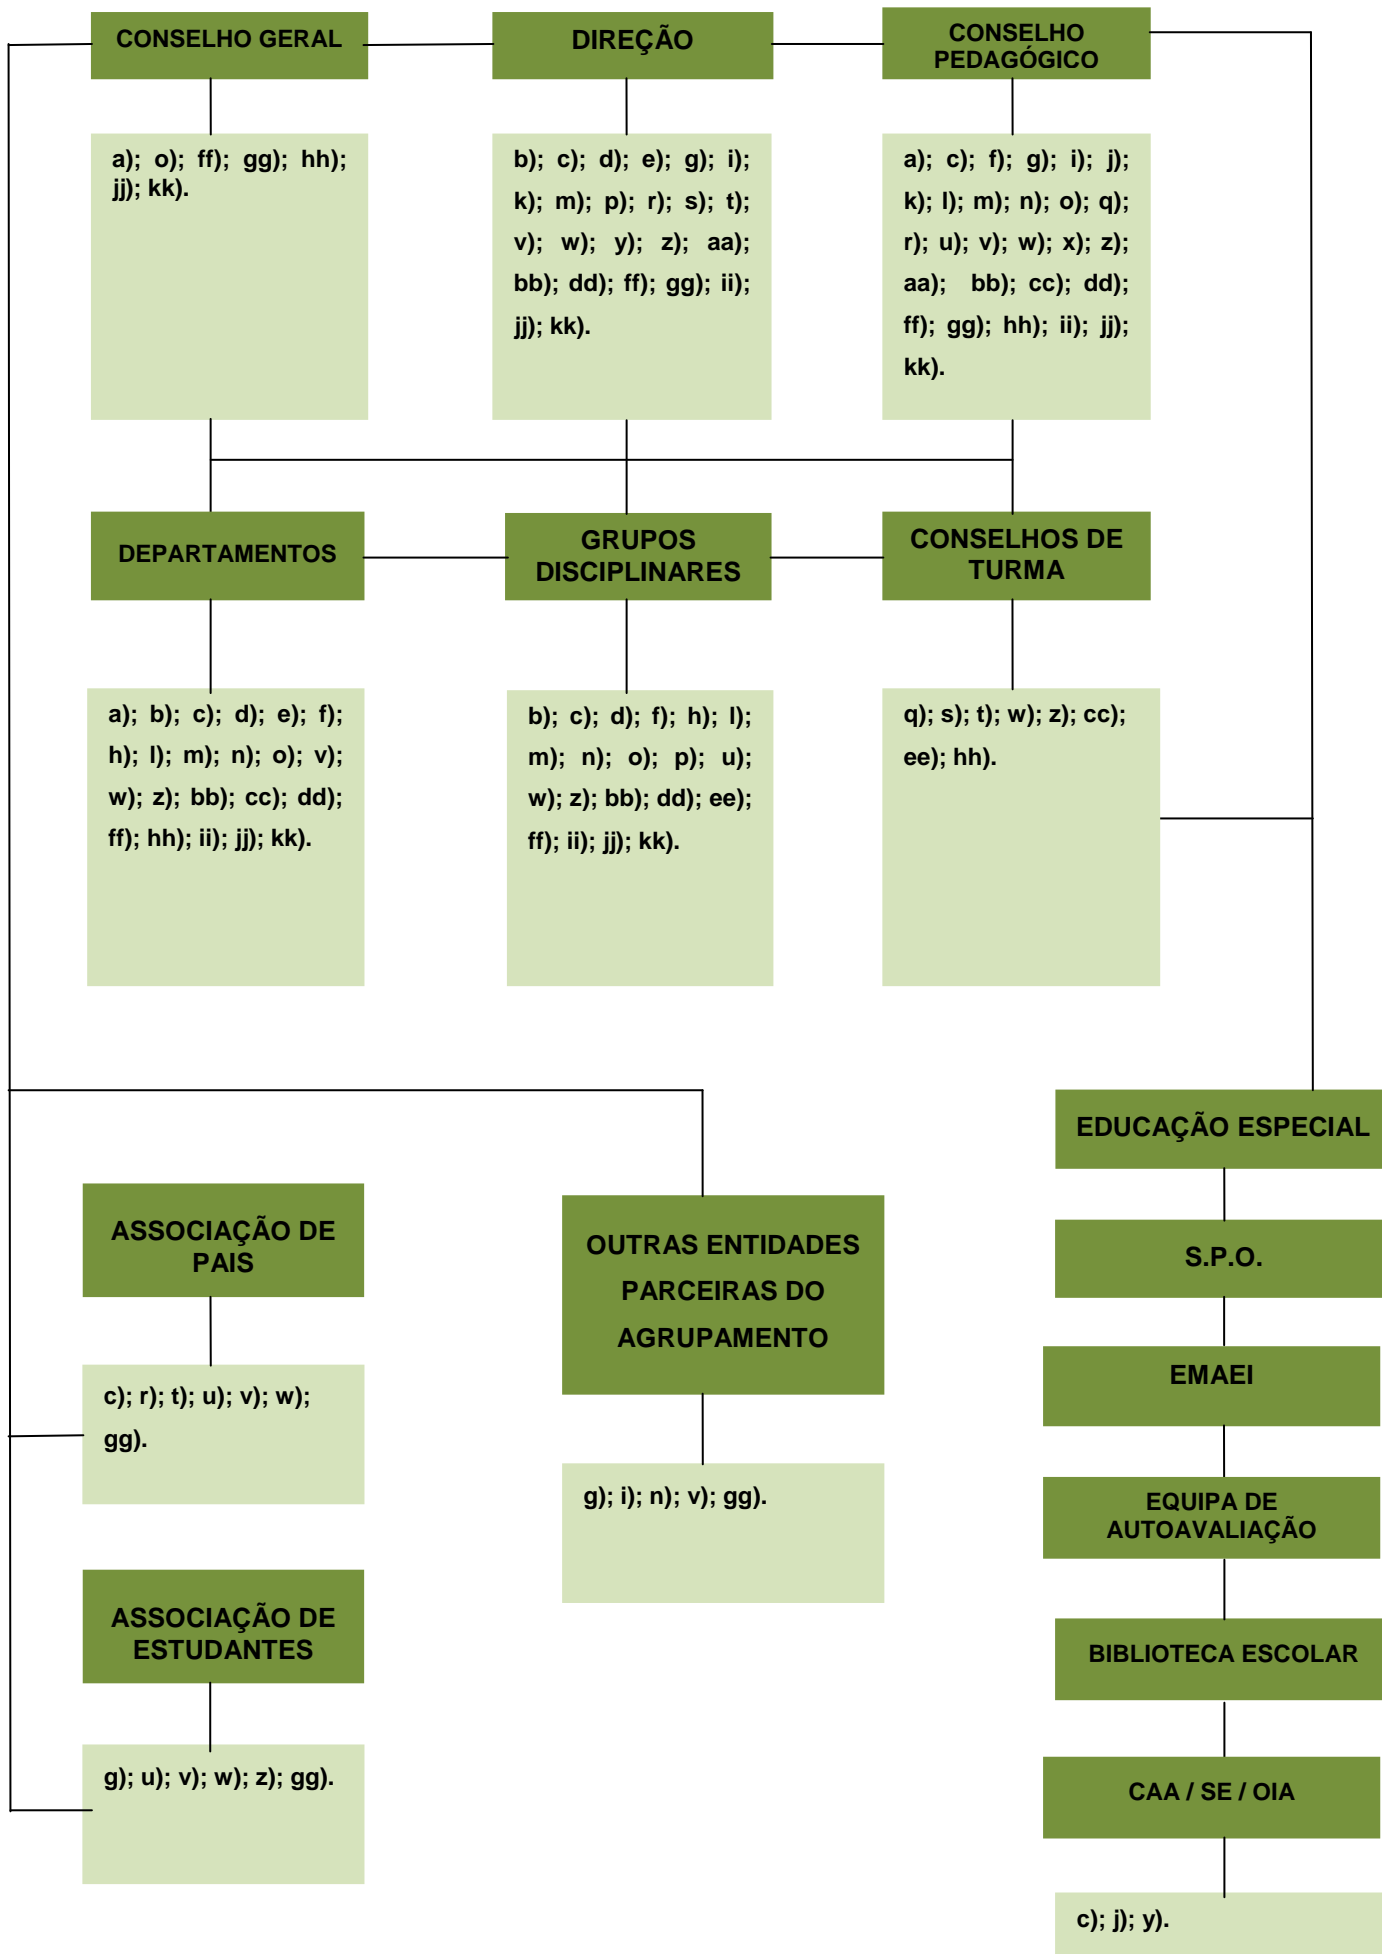 CONSELHO GERAL
DIREÇÃO
CONSELHO
PEDAGÓGICO
a); o); ff); gg); hh);
jj); kk).
b); c); d); e); g); i);
k); m); p); r); s); t);
v); w); y); z); aa);
bb); dd); ff); gg); ii);
jj); kk).
a); c); f); g); i); j);
k); l); m); n); o); q);
r); u); v); w); x); z);
aa); bb); cc); dd);
ff); gg); hh); ii); jj);
kk).
DEPARTAMENTOS
GRUPOS
DISCIPLINARES
CONSELHOS DE
TURMA
a); b); c); d); e); f);
h); l); m); n); o); v);
w); z); bb); cc); dd);
ff); hh); ii); jj); kk).
b); c); d); f); h); l);
m); n); o); p); u);
w); z); bb); dd); ee);
ff); ii); jj); kk).
q); s); t); w); z); cc);
ee); hh).
ASSOCIAÇÃO DE
PAIS
c); r); t); u); v); w);
gg).
ASSOCIAÇÃO DE
ESTUDANTES
g); u); v); w); z); gg).
OUTRAS ENTIDADES
PARCEIRAS DO
AGRUPAMENTO
g); i); n); v); gg).
EDUCAÇÃO ESPECIAL
S.P.O.
EMAEI
EQUIPA DE
AUTOAVALIAÇÃO
BIBLIOTECA ESCOLAR
CAA / SE / OIA
c); j); y).